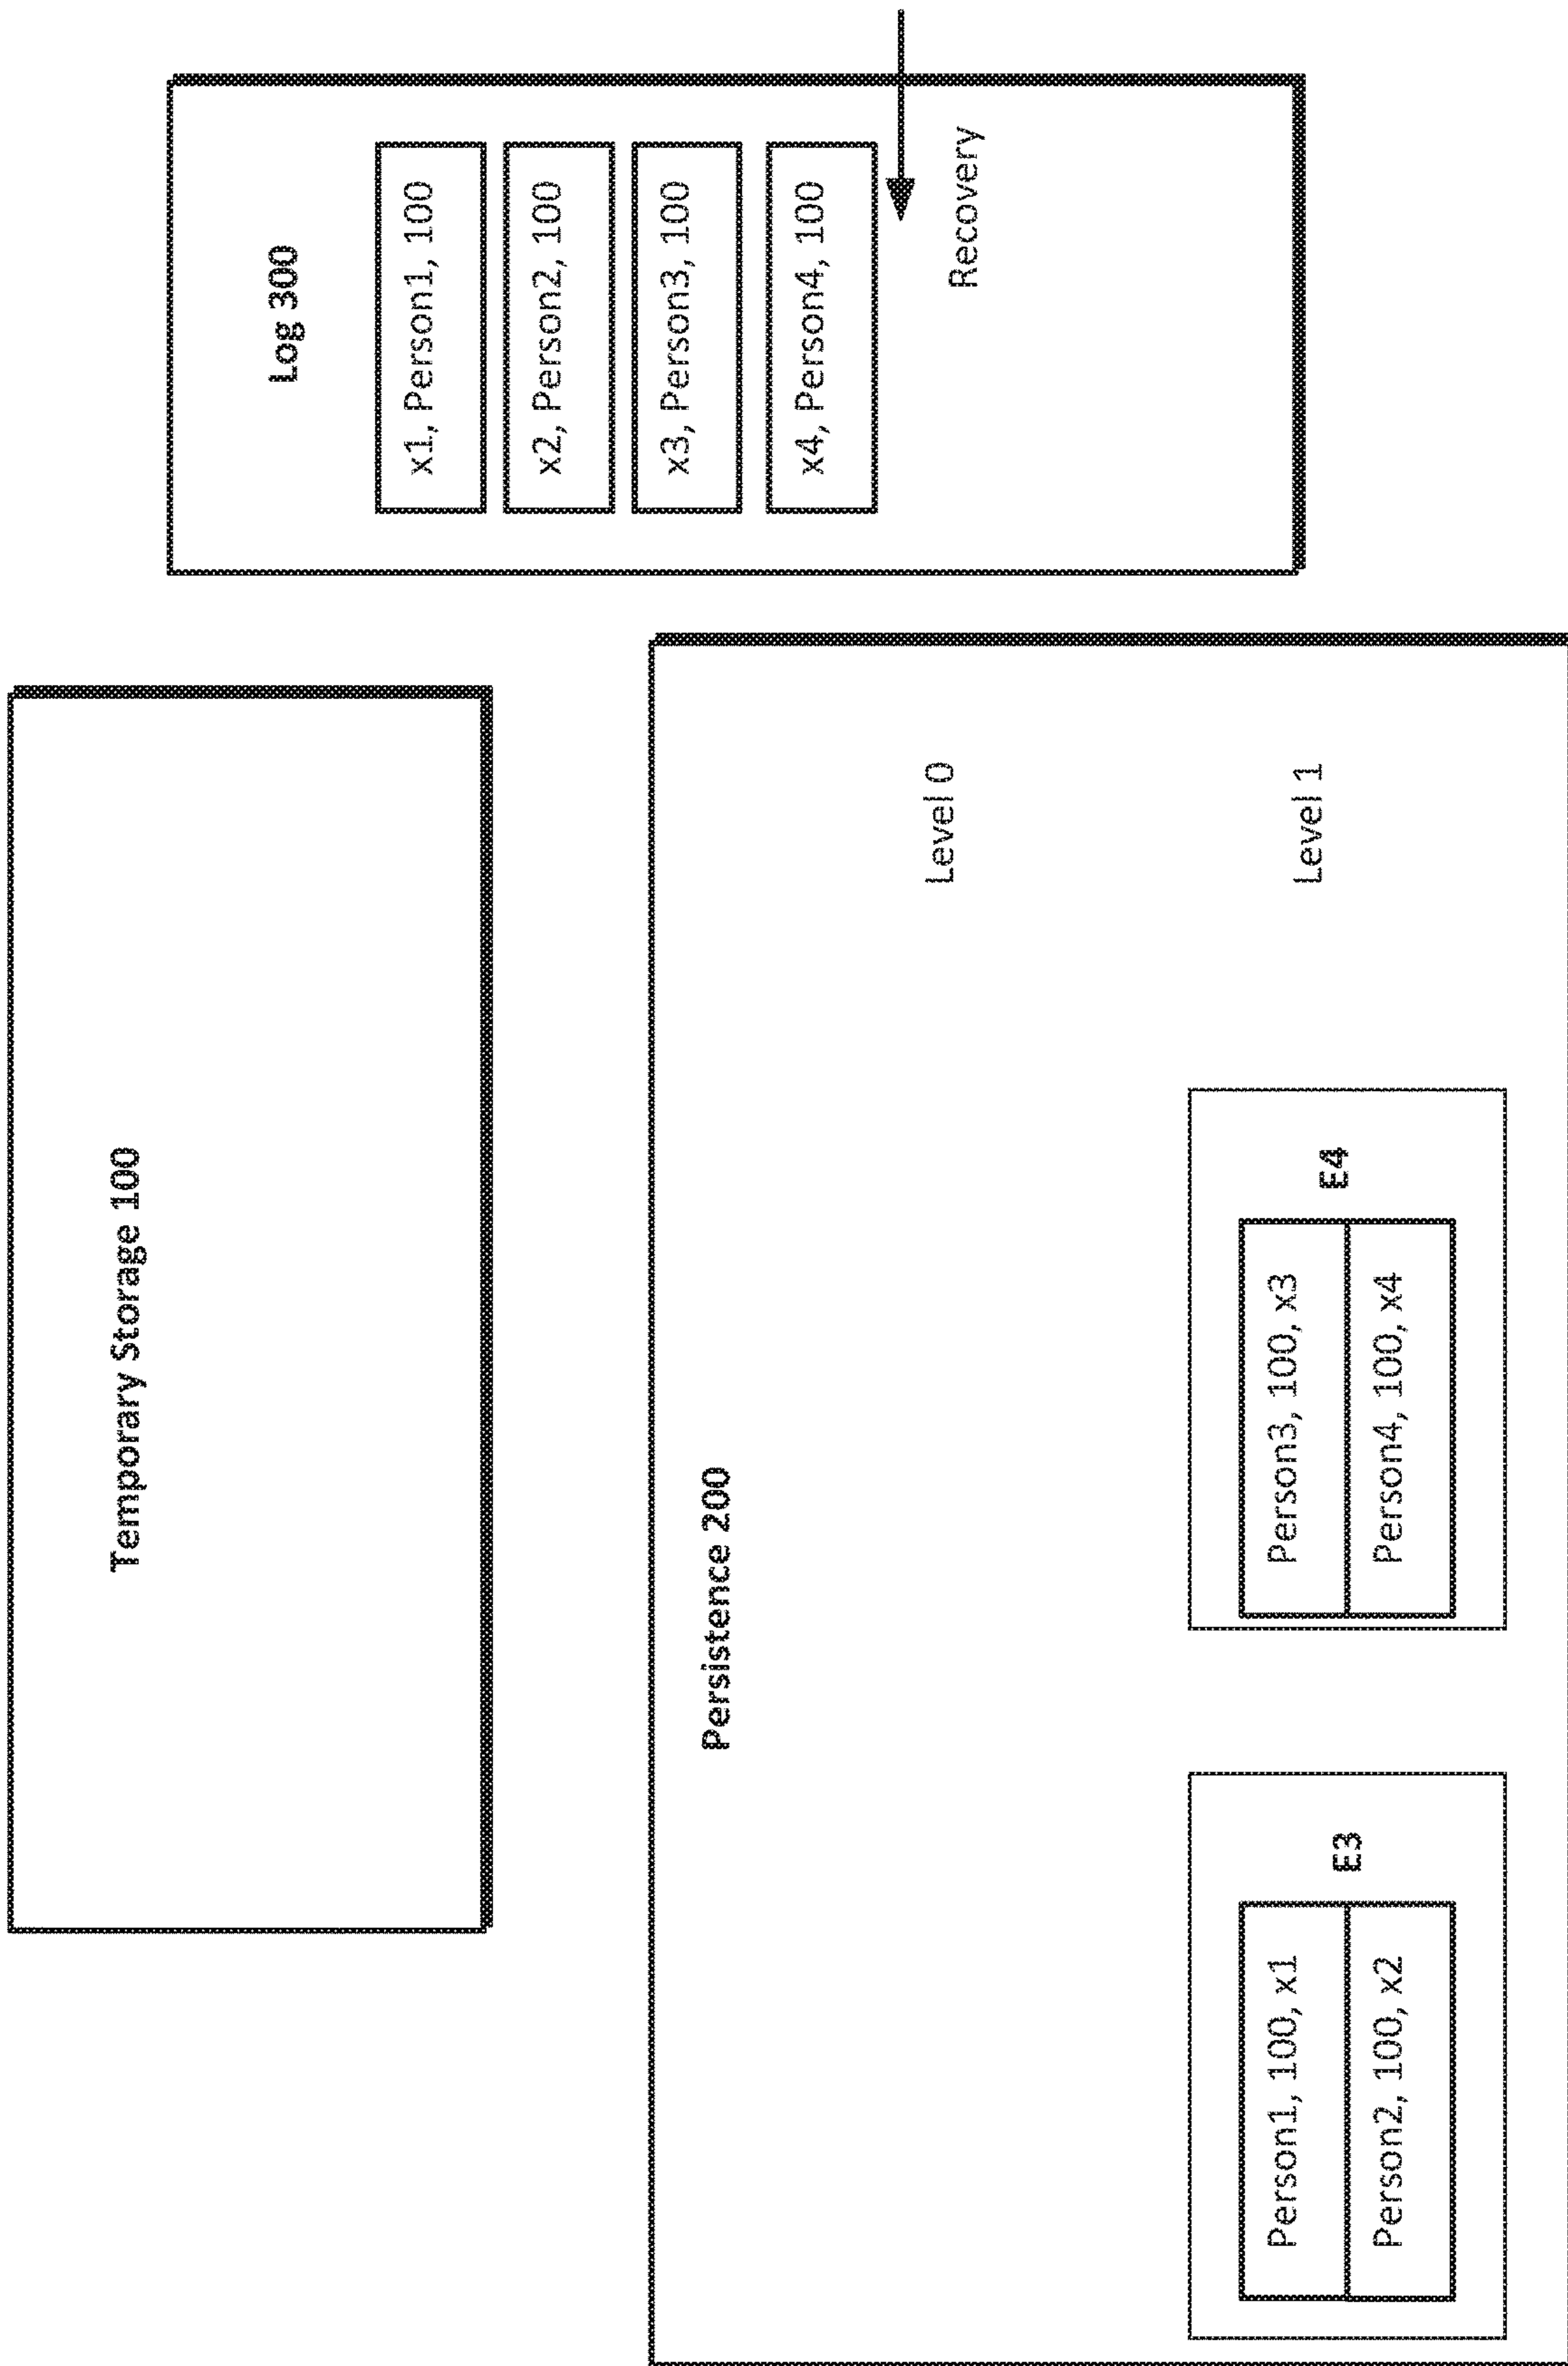 Temporary Storage 100
Log 300
x1, Person1, 100
x2, Person2, 100
x3, Person3, 100
x4, Person4, 100
Recovery
Persistence 200
Level 0
Level 1
E3
Person1, 100, x1
Person2, 100, x2
E4
Person3, 100, x3
Person4, 100, x4